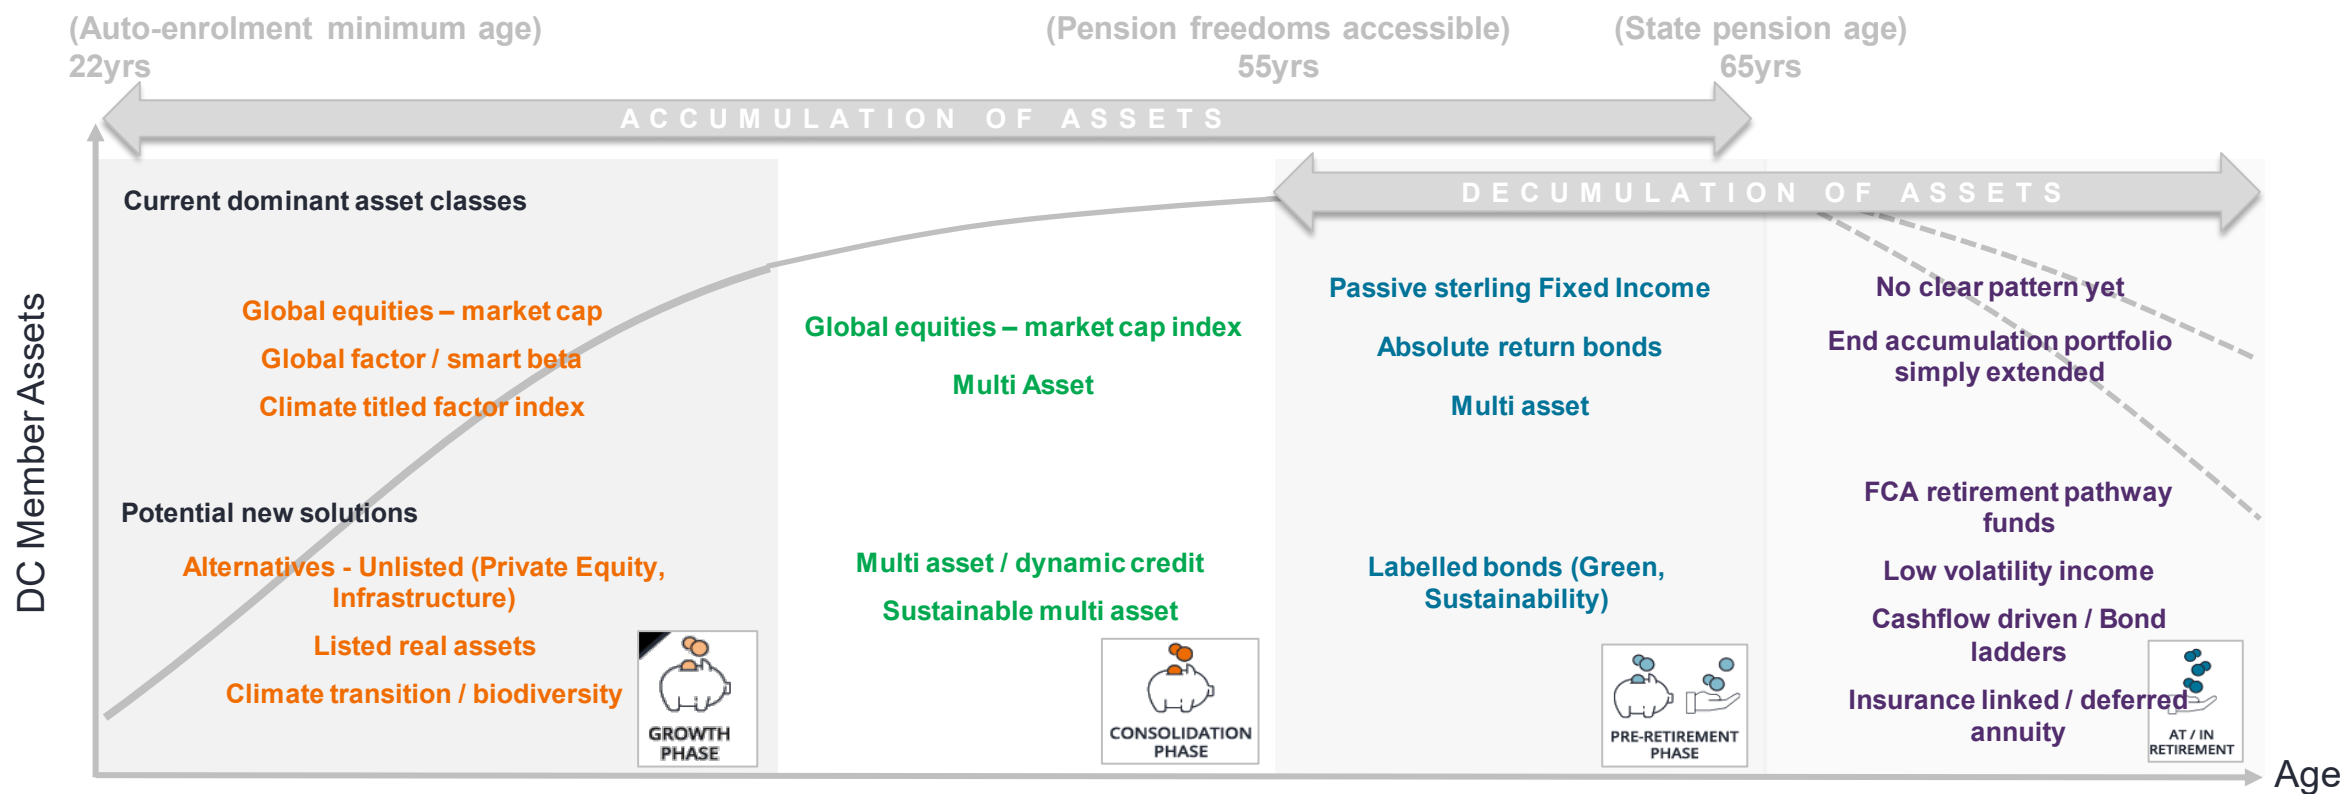 (Auto-enrolment minimum age)
22yrs
(Pension freedoms accessible)
55yrs
(State pension age)
65yrs
ACCUMULATION OF ASSETS
DECUMULATION OF ASSETS
DC Member Assets
Current dominant asset classes
Global equities – market cap
Global factor / smart beta
Climate titled factor index
Potential new solutions
Alternatives - Unlisted (Private Equity,
Infrastructure)
Listed real assets
Climate transition / biodiversity
GROWTH
PHASE
Global equities – market cap index
Multi Asset
Multi asset / dynamic credit
Sustainable multi asset
CONSOLIDATION
PHASE
Passive sterling Fixed Income
Absolute return bonds
Multi asset
Labelled bonds (Green,
Sustainability)
PRE-RETIREMENT
PHASE
No clear pattern yet
End accumulation portfolio
simply extended
FCA retirement pathway
funds
Low volatility income
Cashflow driven / Bond
ladders
Insurance linked / deferred
annuity
AT / IN
RETIREMENT
Age